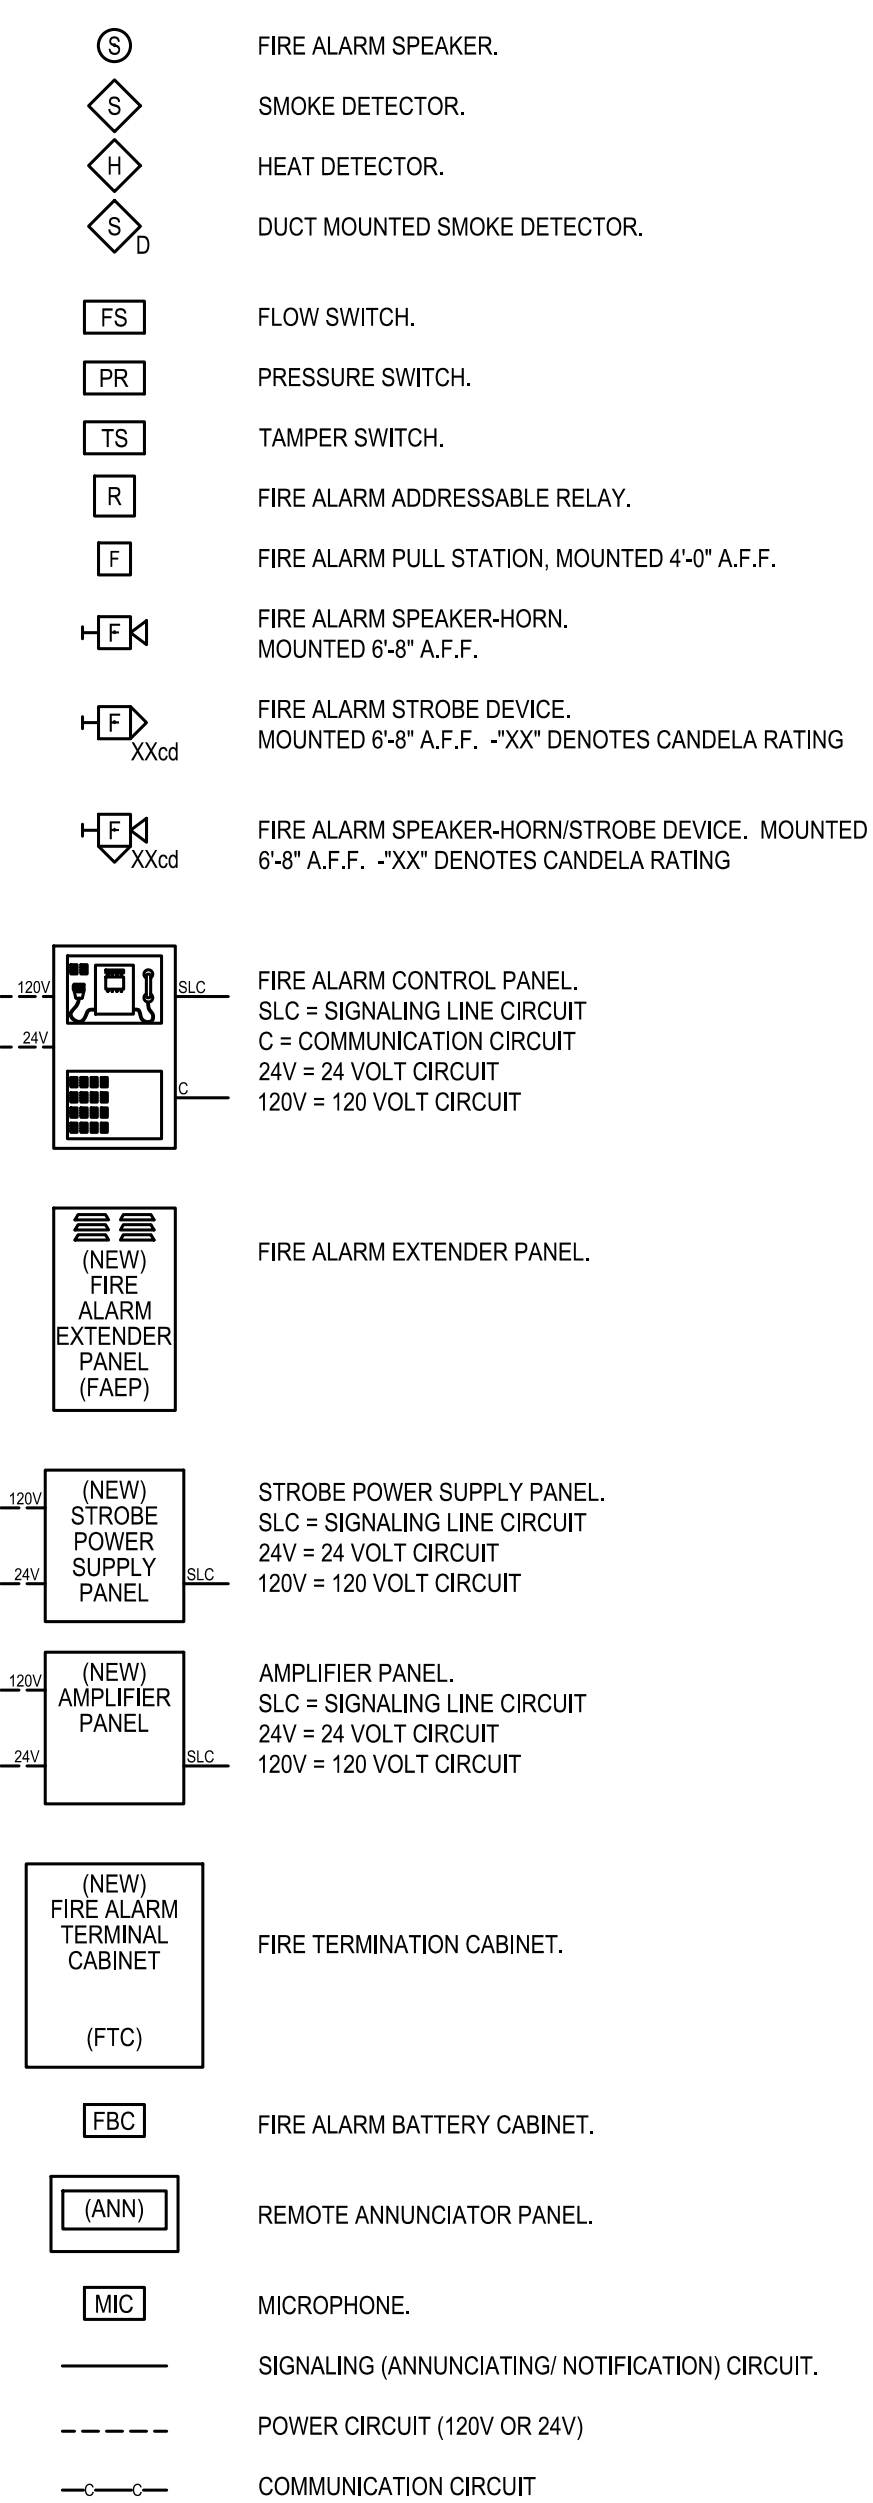 S FIRE ALARM SPEAKER.
S SMOKE DETECTOR.
H HEAT DETECTOR.
S D DUCT MOUNTED SMOKE DETECTOR.
FS FLOW SWITCH.
PR PRESSURE SWITCH.
TS TAMPER SWITCH.
R FIRE ALARM ADDRESSABLE RELAY.
F FIRE ALARM PULL STATION, MOUNTED 4'-0" A.F.F.
F FIRE ALARM SPEAKER-HORN.
MOUNTED 6'-8" A.F.F.
F FIRE ALARM STROBE DEVICE.
XXcd MOUNTED 6'-8" A.F.F. -"XX" DENOTES CANDELA RATING
F FIRE ALARM SPEAKER-HORN/STROBE DEVICE. MOUNTED
XXcd 6'-8" A.F.F. -"XX" DENOTES CANDELA RATING
120V SLC FIRE ALARM CONTROL PANEL.
SLC = SIGNALING LINE CIRCUIT
24V C = COMMUNICATION CIRCUIT
24V = 24 VOLT CIRCUIT
C 120V = 120 VOLT CIRCUIT
(NEW) FIRE ALARM EXTENDER PANEL.
FIRE
ALARM
EXTENDER
PANEL
(FAEP)
120V (NEW) STROBE POWER SUPPLY PANEL.
STROBE SLC = SIGNALING LINE CIRCUIT
POWER 24V = 24 VOLT CIRCUIT
24V SUPPLY SLC 120V = 120 VOLT CIRCUIT
PANEL
120V (NEW) AMPLIFIER PANEL.
AMPLIFIER SLC = SIGNALING LINE CIRCUIT
PANEL 24V = 24 VOLT CIRCUIT
24V SLC 120V = 120 VOLT CIRCUIT
(NEW)
FIRE ALARM
TERMINAL FIRE TERMINATION CABINET.
CABINET
(FTC)
FBC FIRE ALARM BATTERY CABINET.
(ANN) REMOTE ANNUNCIATOR PANEL.
MIC MICROPHONE.
SIGNALING (ANNUNCIATING/ NOTIFICATION) CIRCUIT.
POWER CIRCUIT (120V OR 24V)
C C COMMUNICATION CIRCUIT